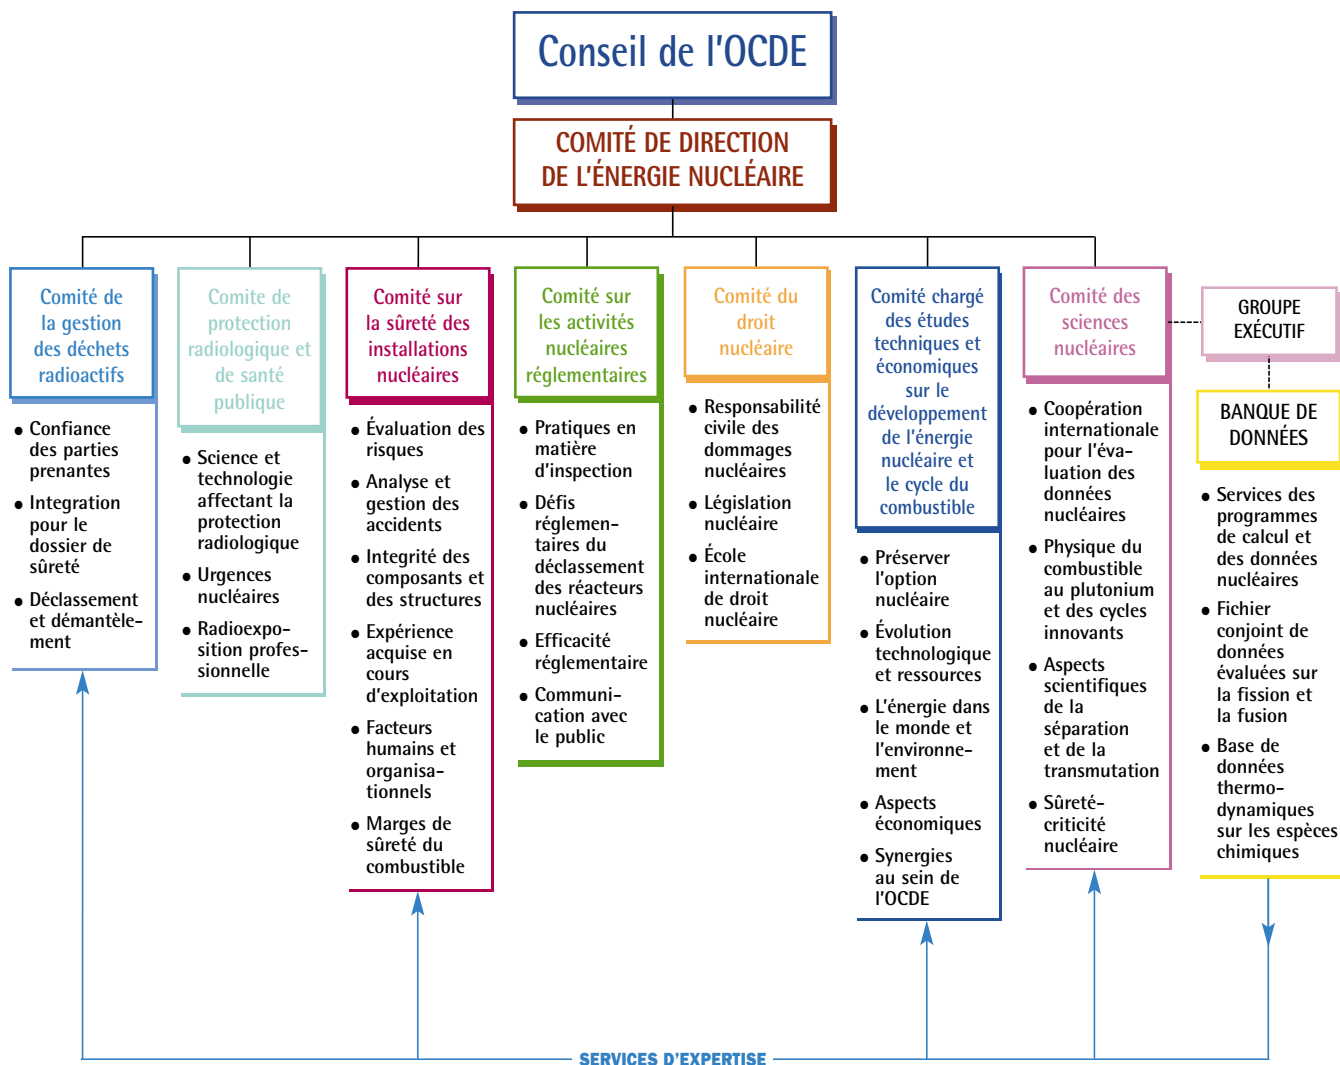 Conseil de l'OCDE
COMITÉ DE DIRECTION
DE L'ÉNERGIE NUCLÉAIRE
Comité de
la gestion
des déchets
radioactifs
• Confiance
des parties
prenantes
• Integration
pour le
dossier de
sûreté
• Déclassement
et démantèle-
ment
Comite de
protection
radiologique et
de santé
publique
• Science et
technologie
affectant la
protection
radiologique
• Urgences
nucléaires
• Radioexpo-
sition profes-
sionnelle
Comité sur
la sûreté des
installations
nucléaires
• Évaluation des
risques
• Analyse et
gestion des
accidents
• Integrité des
composants et
des structures
• Expérience
acquise en
cours
d'exploitation
• Facteurs
humains et
organisa-
tionnels
• Marges de
sûreté du
combustible
Comité sur
les activités
nucléaires
réglementaires
• Pratiques en
matière
d'inspection
• Défis
réglemen-
taires du
déclassement
des réacteurs
nucléaires
• Efficacité
réglementaire
• Communi-
cation avec
le public
Comité du
droit
nucléaire
• Responsabilité
civile des
dommages
nucléaires
• Législation
nucléaire
• École
internationale
de droit
nucléaire
Comité chargé
des études
techniques et
économiques
sur le
développement
de l'énergie
nucléaire et
le cycle du
combustible
• Préserver
l'option
nucléaire
• Évolution
technologique
et ressources
• L'énergie dans
le monde et
l'environne-
ment
• Aspects
économiques
• Synergies
au sein de
l'OCDE
Comité des
sciences
nucléaires
• Coopération
internationale
pour l'éva-
luation des
données
nucléaires
• Physique du
combustible
au plutonium
et des cycles
innovants
• Aspects
scientifiques
de la
séparation
et de la
transmutation
• Sûreté-
criticité
nucléaire
GROUPE
EXÉCUTIF
BANQUE DE
DONNÉES
• Services des
programmes
de calcul et
des données
nucléaires
• Fichier
conjoint de
données
évaluées sur
la fission et
la fusion
• Base de
données
thermo-
dynamiques
sur les espèces
chimiques
SERVICES D'EXPERTISE